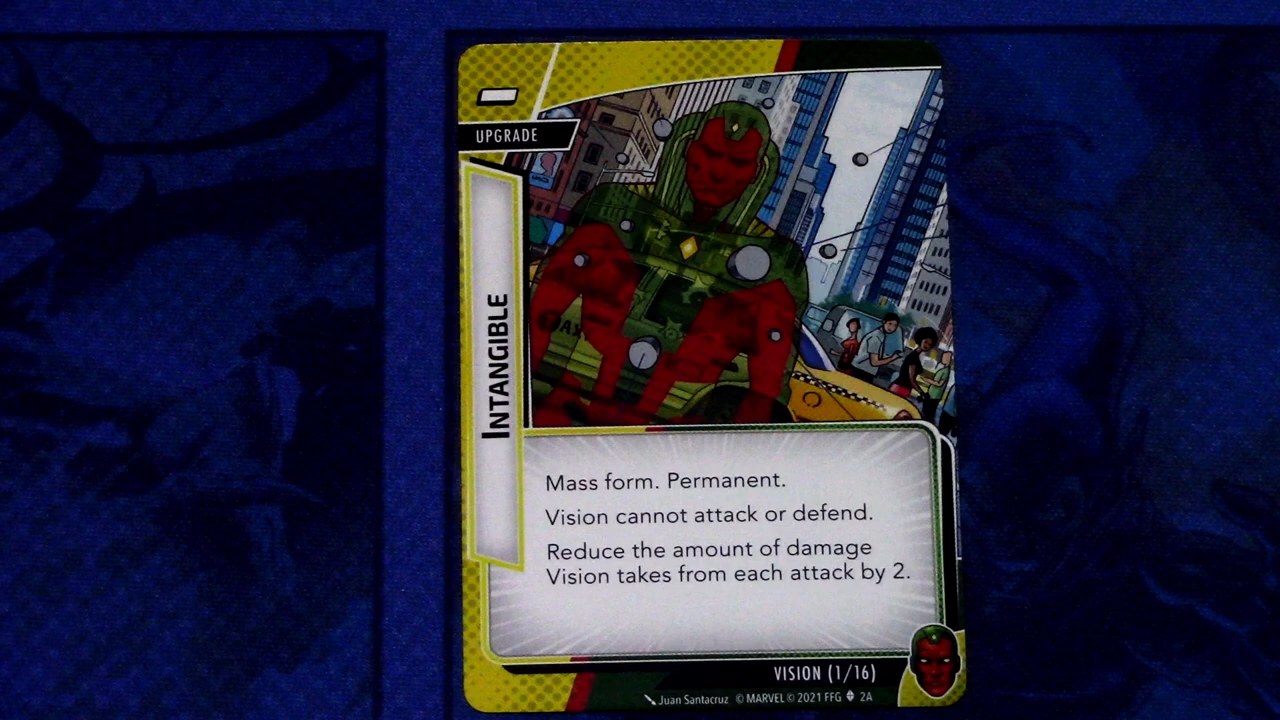 UPGRADE
INTANGIBLE
Mass form. Permanent.
Vision cannot attack or defend.
Reduce the amount of damage
Vision takes from each attack by 2.
VISION (1/16)
Juan Santacruz © MARVEL © 2021 FFG 2A